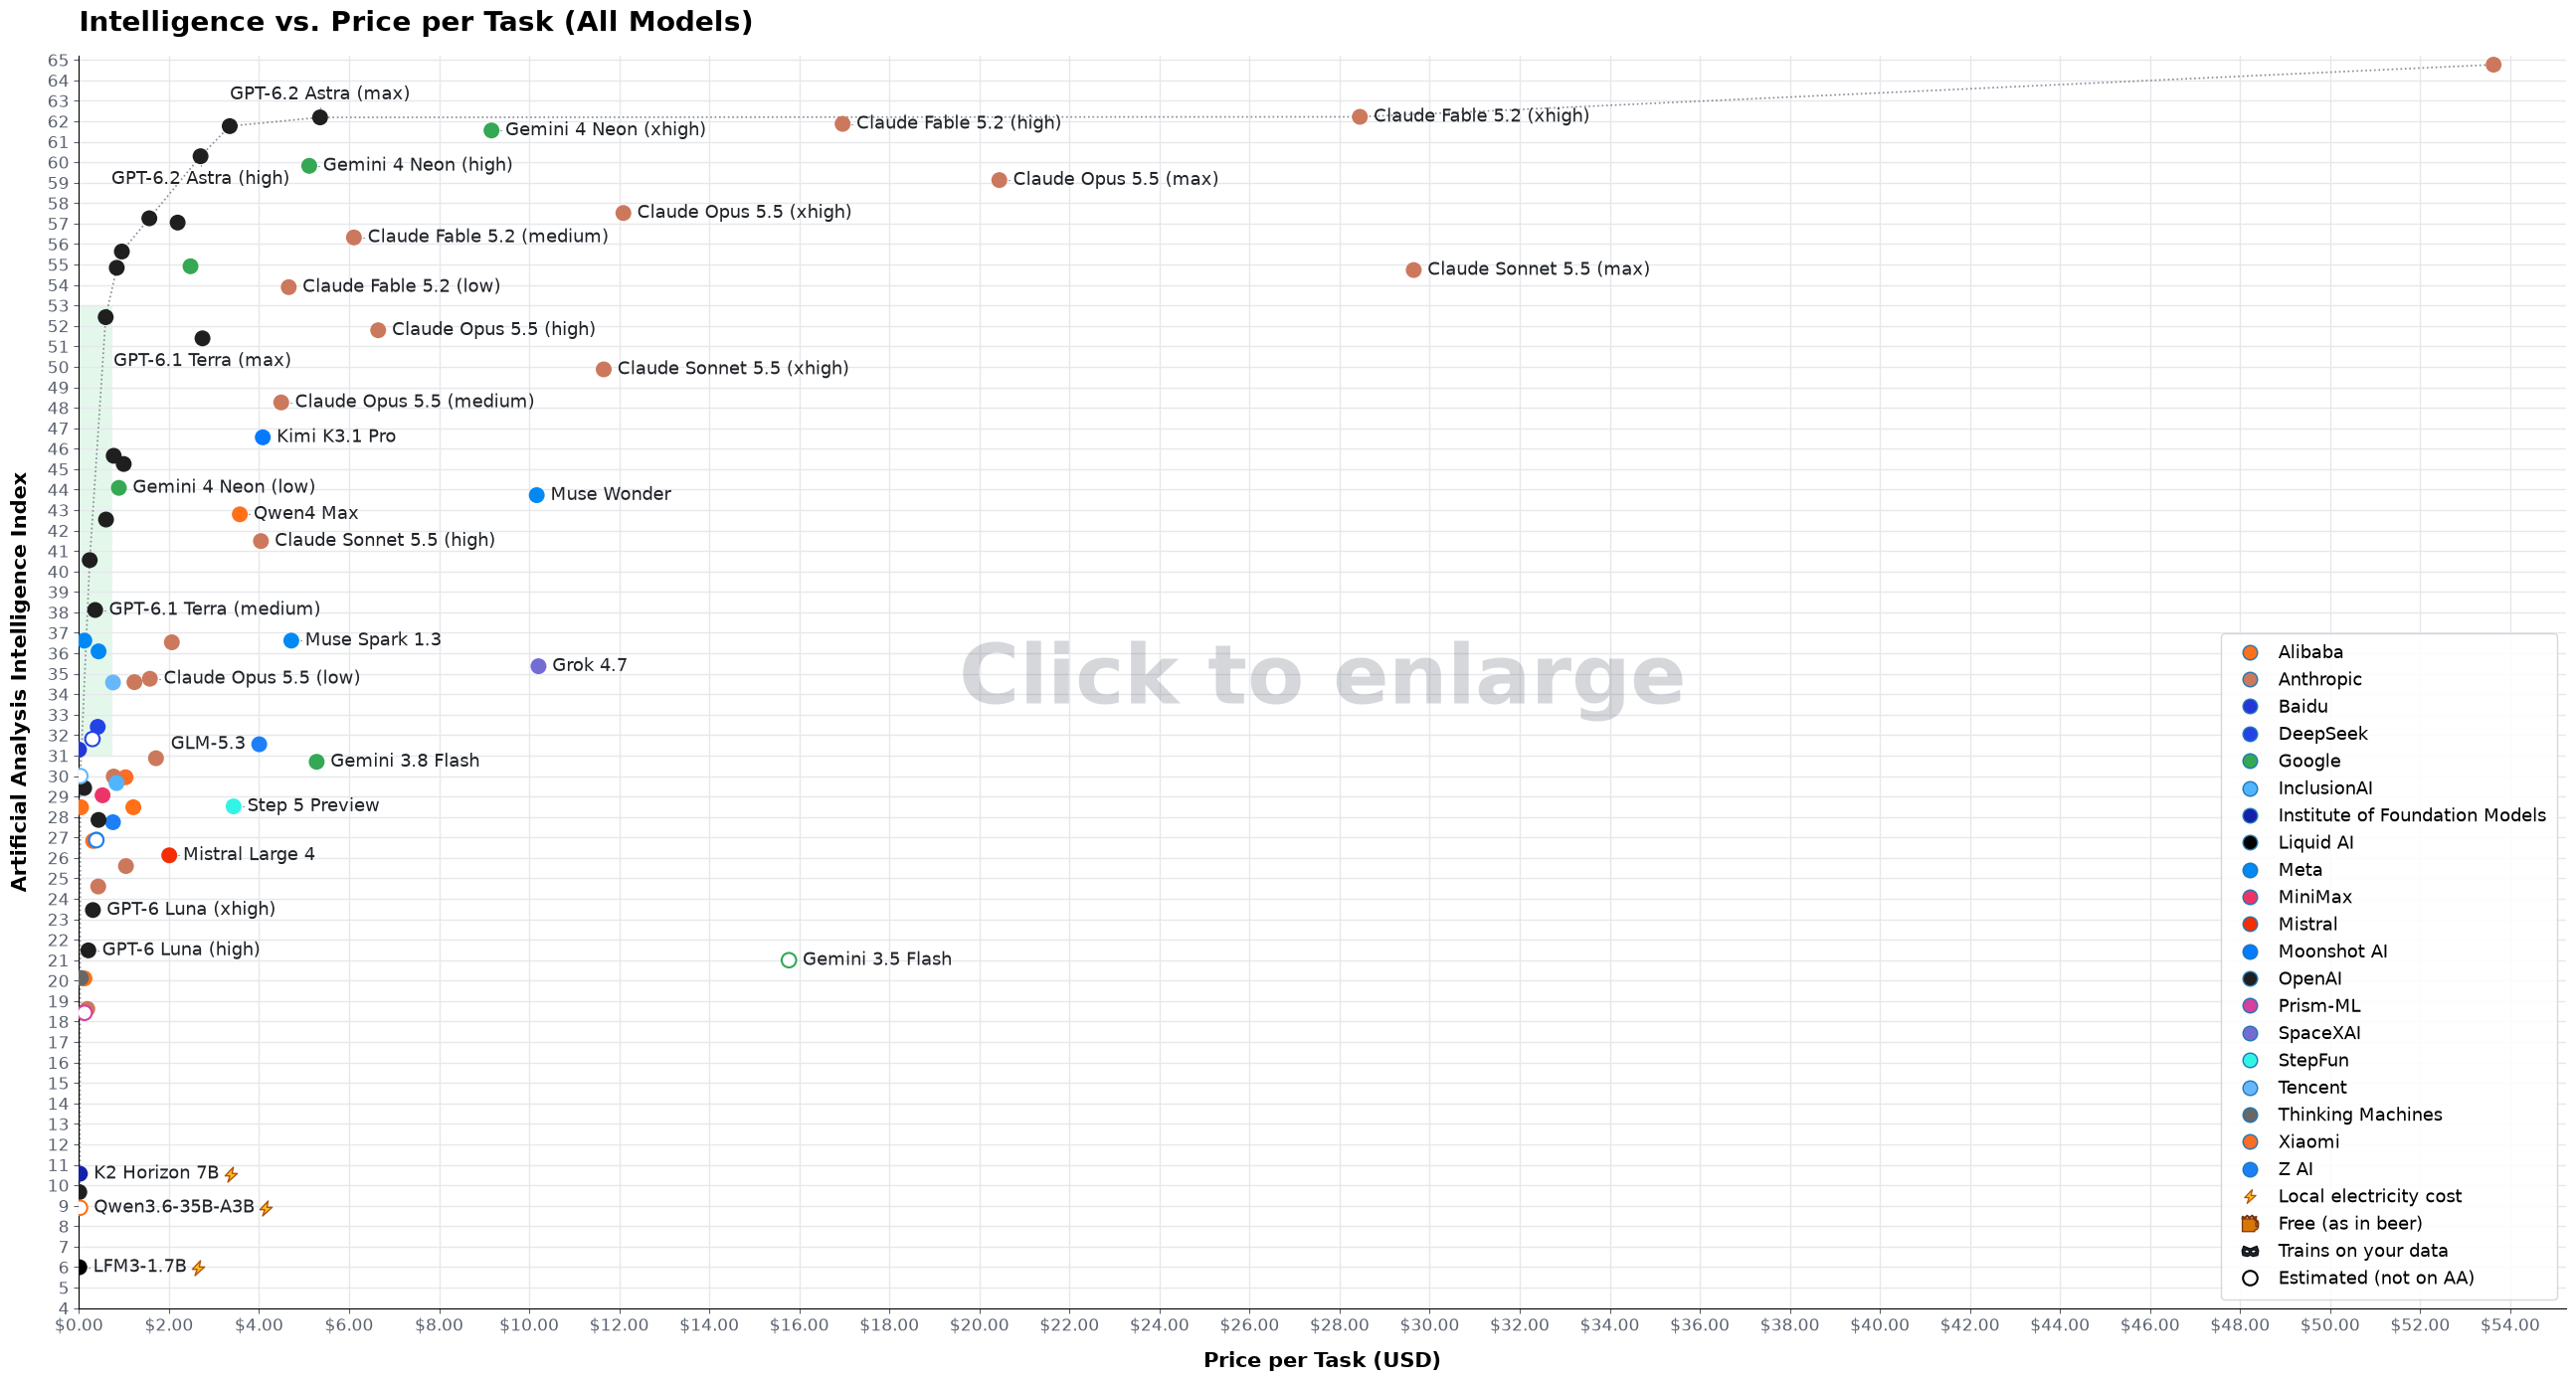 Intelligence vs. Price per Task (All Models)
Artificial Analysis Intelligence Index
65
64
63
62
61
60
59
58
57
56
55
54
53
52
51
50
49
48
47
46
45
44
43
42
41
40
39
38
37
36
35
34
33
32
31
30
29
28
27
26
25
24
23
22
21
20
19
18
17
16
15
14
13
12
11
10
9
8
7
6
5
4
GPT-6.2 Astra (max)
Claude Fable 5.2 (xhigh)
Claude Fable 5.2 (high)
Gemini 4 Neon (xhigh)
Gemini 4 Neon (high)
GPT-6.2 Astra (high)
Claude Opus 5.5 (max)
Claude Opus 5.5 (xhigh)
Claude Fable 5.2 (medium)
Claude Sonnet 5.5 (max)
Claude Fable 5.2 (low)
Claude Opus 5.5 (high)
GPT-6.1 Terra (max)
Claude Sonnet 5.5 (xhigh)
Claude Opus 5.5 (medium)
Kimi K3.1 Pro
Gemini 4 Neon (low)
Muse Wonder
Qwen4 Max
Claude Sonnet 5.5 (high)
GPT-6.1 Terra (medium)
Muse Spark 1.3
Grok 4.7
Claude Opus 5.5 (low)
Click to enlarge
GLM-5.3
Gemini 3.8 Flash
Step 5 Preview
Mistral Large 4
GPT-6 Luna (xhigh)
GPT-6 Luna (high)
Gemini 3.5 Flash
K2 Horizon 7B
Qwen3.6-35B-A3B
LFM3-1.7B
Alibaba
Anthropic
Baidu
DeepSeek
Google
InclusionAI
Institute of Foundation Models
Liquid AI
Meta
MiniMax
Mistral
Moonshot AI
OpenAI
Prism-ML
SpaceXAI
StepFun
Tencent
Thinking Machines
Xiaomi
Z AI
Local electricity cost
Free (as in beer)
Trains on your data
Estimated (not on AA)
$0.00 $2.00 $4.00 $6.00 $8.00 $10.00 $12.00 $14.00 $16.00 $18.00 $20.00 $22.00 $24.00 $26.00 $28.00 $30.00 $32.00 $34.00 $36.00 $38.00 $40.00 $42.00 $44.00 $46.00 $48.00 $50.00 $52.00 $54.00
Price per Task (USD)